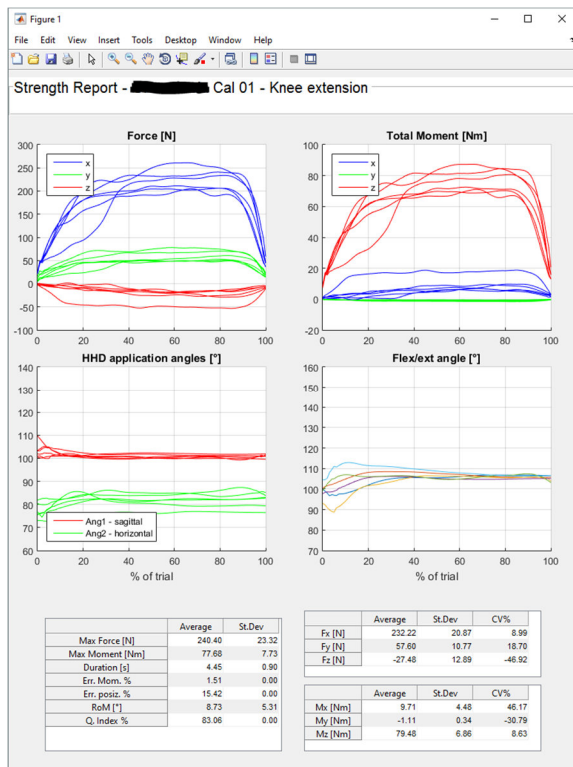 Figure 1
File Edit View Insert Tools Desktop Window Help
Strength Report - Cal 01 - Knee extension
Force [N]
300
250
200
150
100
50
0
-50
-100
0 20 40 60 80 100
x
y
z
Total Moment [Nm]
100
80
60
40
20
0
-20
0 20 40 60 80 100
x
y
z
HHD application angles [°]
140
130
120
110
100
90
80
70
60
0 20 40 60 80 100
% of trial
Ang1 - sagittal
Ang2 - horizontal
Flex/ext angle [°]
160
150
140
130
120
110
100
90
80
70
0 20 40 60 80 100
% of trial
Average St.Dev
Max Force [N] 240.40 23.32
Max Moment [Nm] 77.68 7.73
Duration [s] 4.45 0.90
Err. Mom. % 1.51 0.00
Err. posiz. % 15.42 0.00
RoM [°] 8.73 5.31
Q. Index % 83.06 0.00
Average St.Dev CV%
Fx [N] 232.22 20.87 8.99
Fy [N] 57.60 10.77 18.70
Fz [N] -27.48 12.89 -46.92
Average St.Dev CV%
Mx [Nm] 9.71 4.48 46.17
My [Nm] -1.11 0.34 -30.79
Mz [Nm] 79.48 6.86 8.63